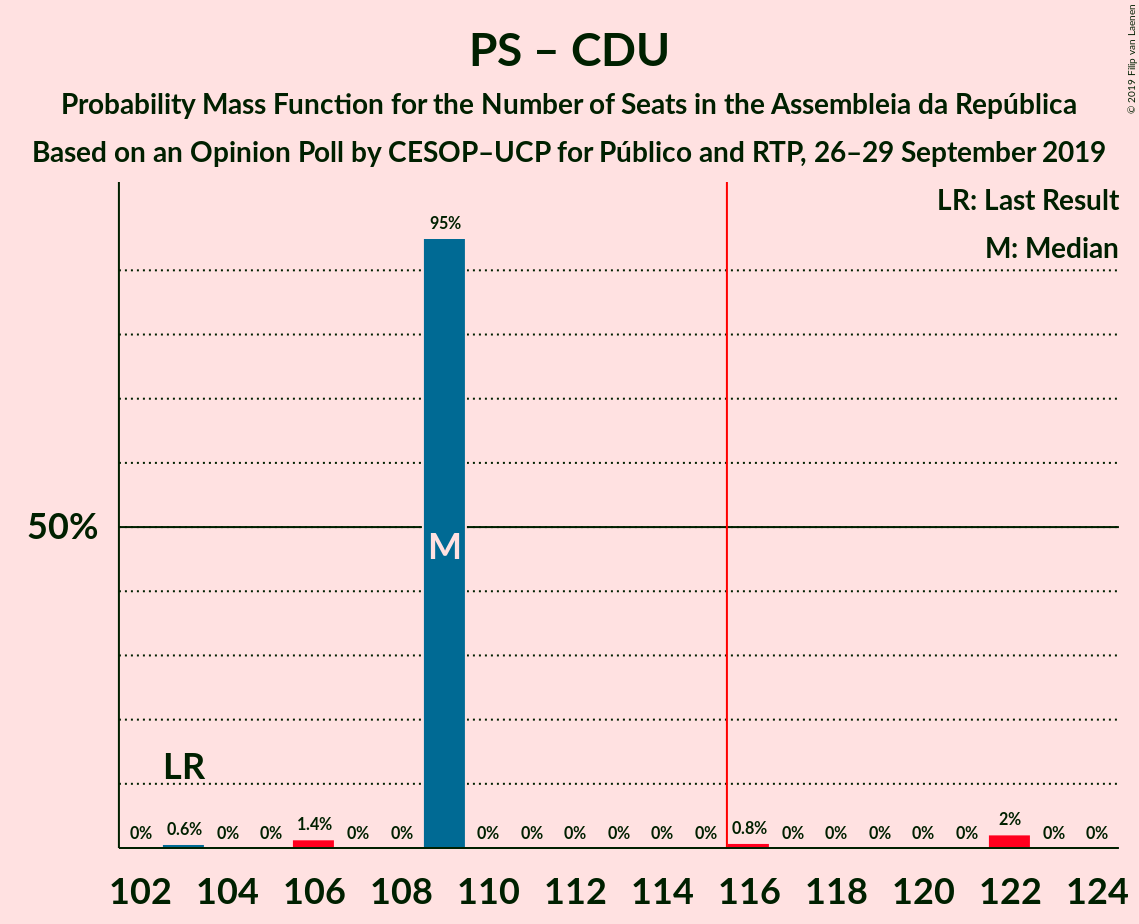 PS – CDU
Probability Mass Function for the Number of Seats in the Assembleia da República
Based on an Opinion Poll by CESOP–UCP for Público and RTP, 26–29 September 2019
© 2019 Filip van Laenen
LR: Last Result
M: Median
50%
95%
M
LR
0% 0.6% 0% 0% 1.4% 0% 0% 0% 0% 0% 0% 0% 0% 0.8% 0% 0% 0% 0% 0% 2% 0% 0%
102 104 106 108 110 112 114 116 118 120 122 124